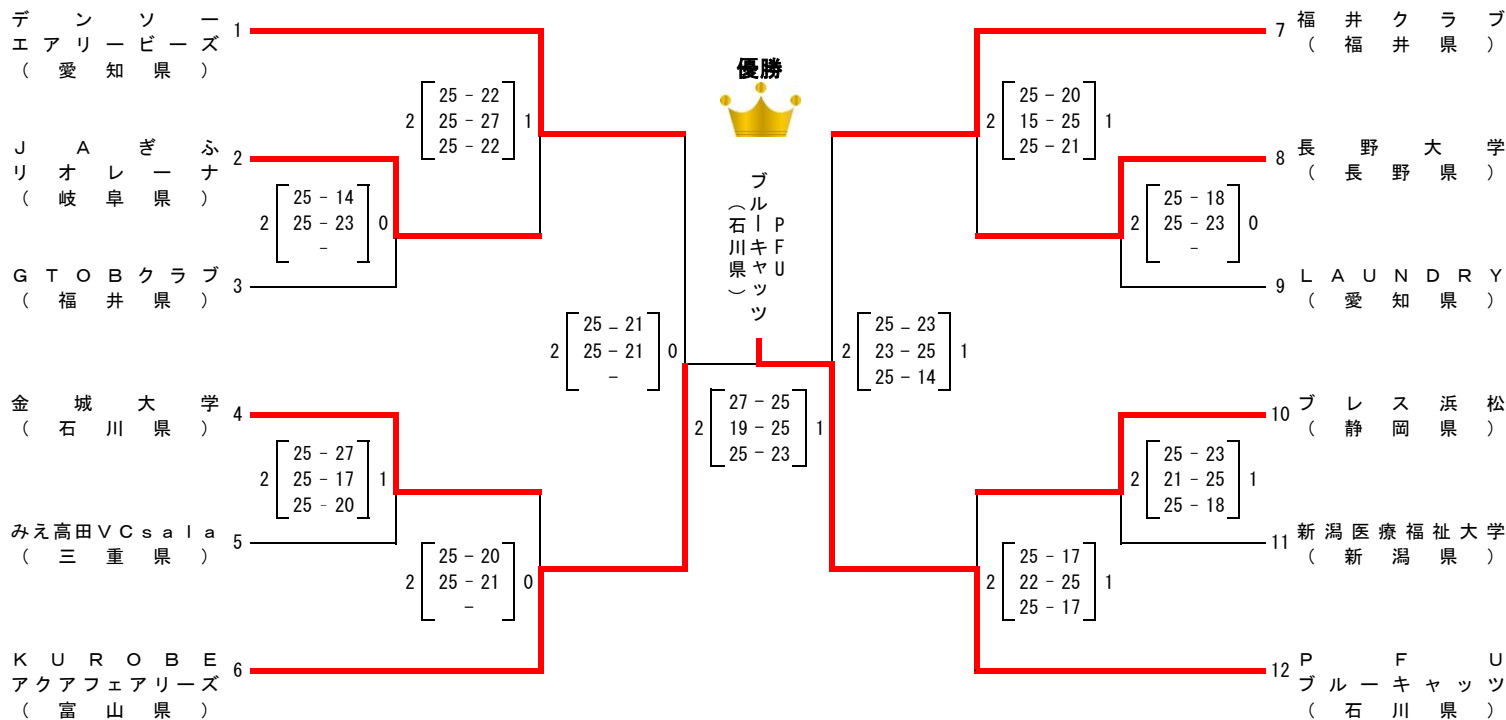 デンソー
エアリービーズ
(愛知県)
1
JAぎふ
リオレーナ
(岐阜県)
2
GTOBクラブ
(福井県)
3
金城大学
(石川県)
4
みえ高田VCsala
(三重県)
5
KUROBE
アクアフェアリーズ
(富山県)
6
2 25 - 22 1
25 - 27
25 - 22
2 25 - 14 0
25 - 23
-
2 25 - 27 1
25 - 17
25 - 20
2 25 - 20 0
25 - 21
-
2 25 - 21 0
25 - 21
-
優勝
PFU
ブルーキャッツ
(石川県)
2 27 - 25 1
19 - 25
25 - 23
2 25 - 23 1
23 - 25
25 - 14
2 25 - 20 1
15 - 25
25 - 21
2 25 - 18 0
25 - 23
-
2 25 - 23 1
21 - 25
25 - 18
2 25 - 17 1
22 - 25
25 - 17
7
福井クラブ
(福井県)
8
長野大学
(長野県)
9
LAUNDRY
(愛知県)
10
ブレス浜松
(静岡県)
11
新潟医療福祉大学
(新潟県)
12
PFU
ブルーキャッツ
(石川県)